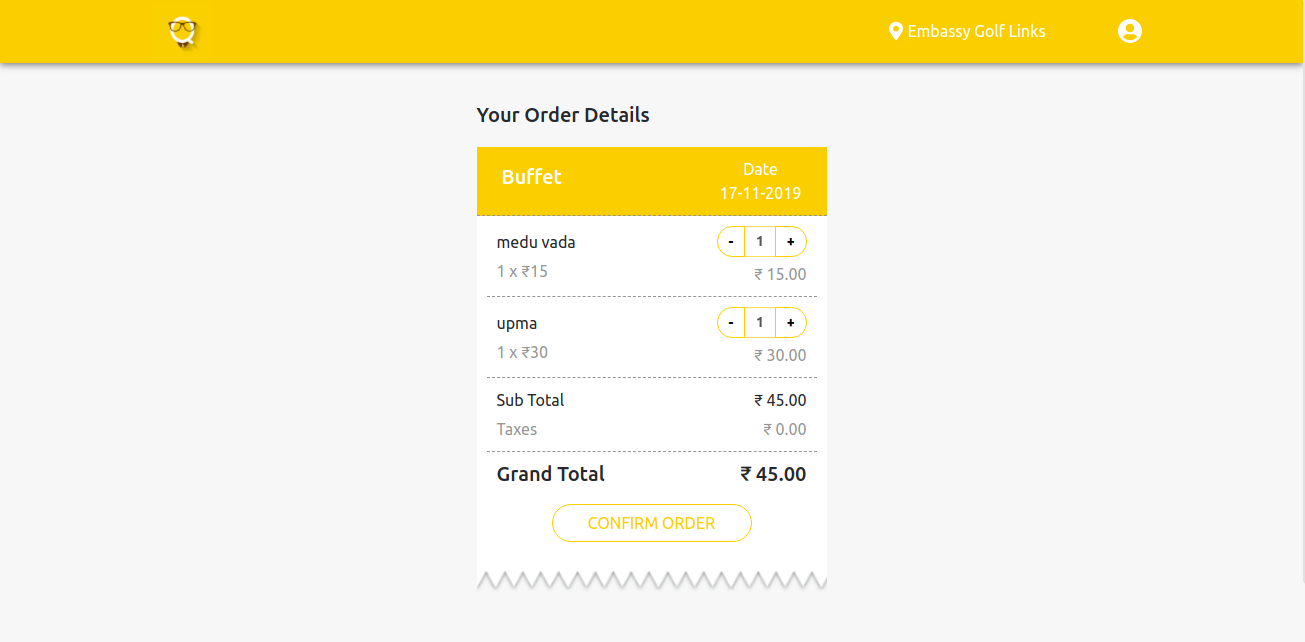 Embassy Golf Links
Your Order Details
Buffet
Date
17-11-2019
medu vada
- 1 +
1 x ₹15
₹ 15.00
upma
- 1 +
1 x ₹30
₹ 30.00
Sub Total ₹ 45.00
Taxes ₹ 0.00
Grand Total ₹ 45.00
CONFIRM ORDER